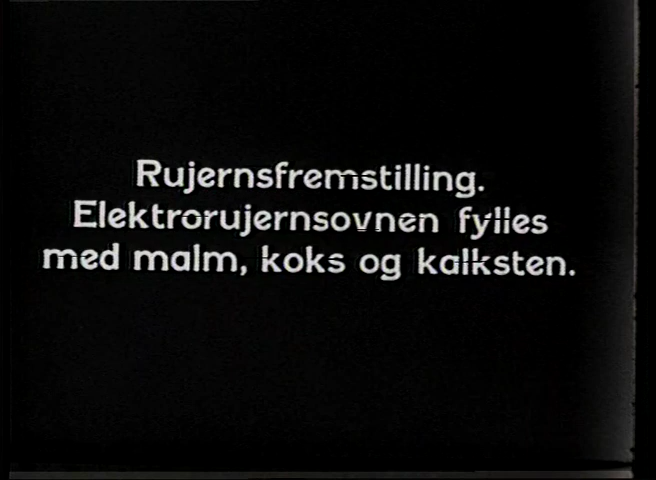 Rujernsfremstilling.
Elektrorujernsovnen fylles
med malm, koks og kalksten.